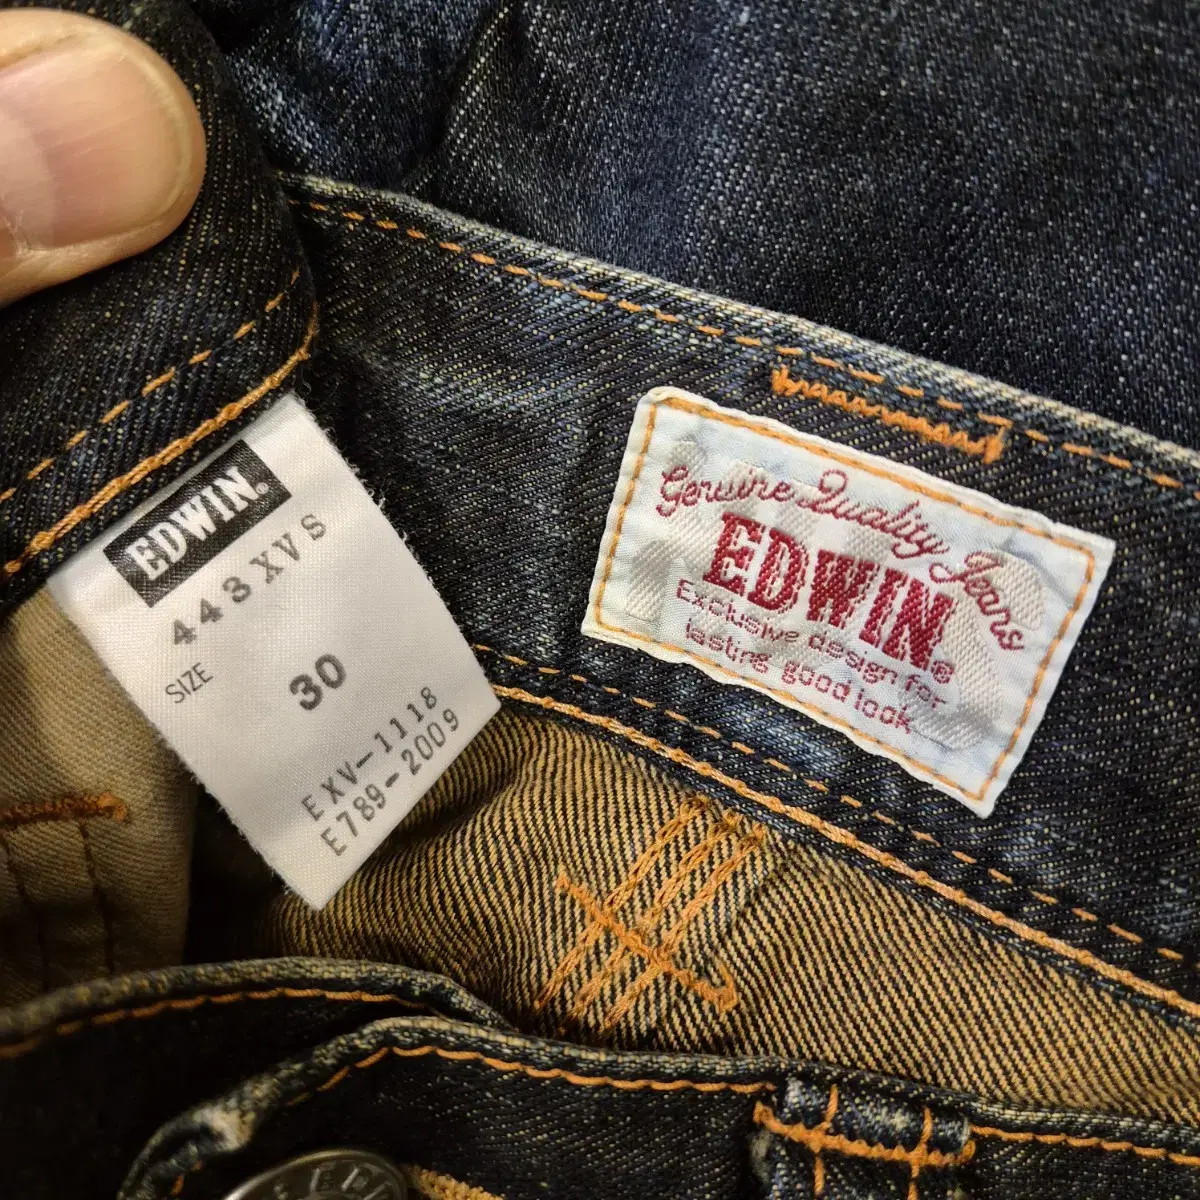 EDWIN®
443XVS
SIZE 30
EXV-1118
E789-2009
Genuine Quality Jeans
EDWIN®
Exclusive design for
lasting good look